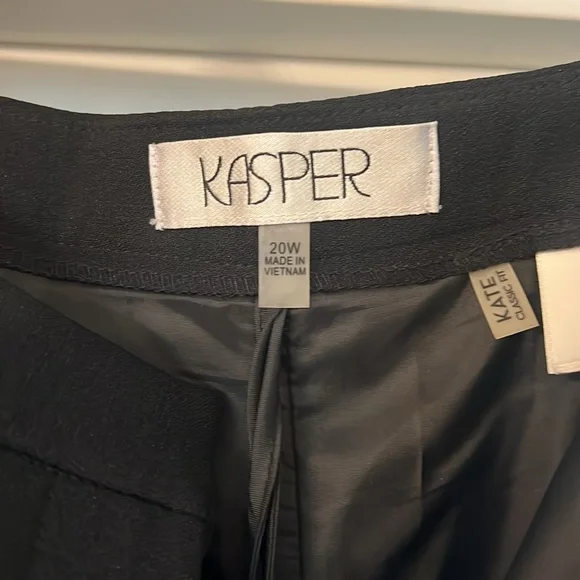 KASPER
20W
MADE IN
VIETNAM
KATE
CLASSIC FIT